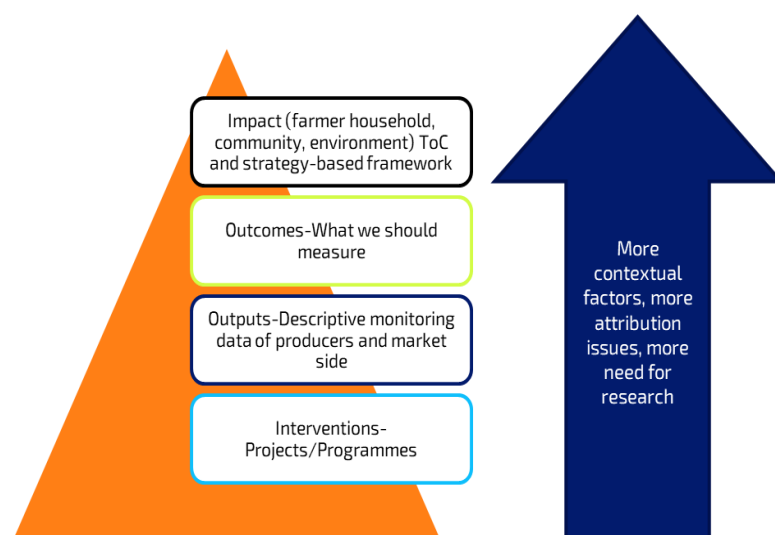 Impact (farmer household,
community, environment) ToC
and strategy-based framework
Outcomes-What we should
measure
Outputs-Descriptive monitoring
data of producers and market
side
Interventions-
Projects/Programmes
More
contextual
factors, more
attribution
issues, more
need for
research